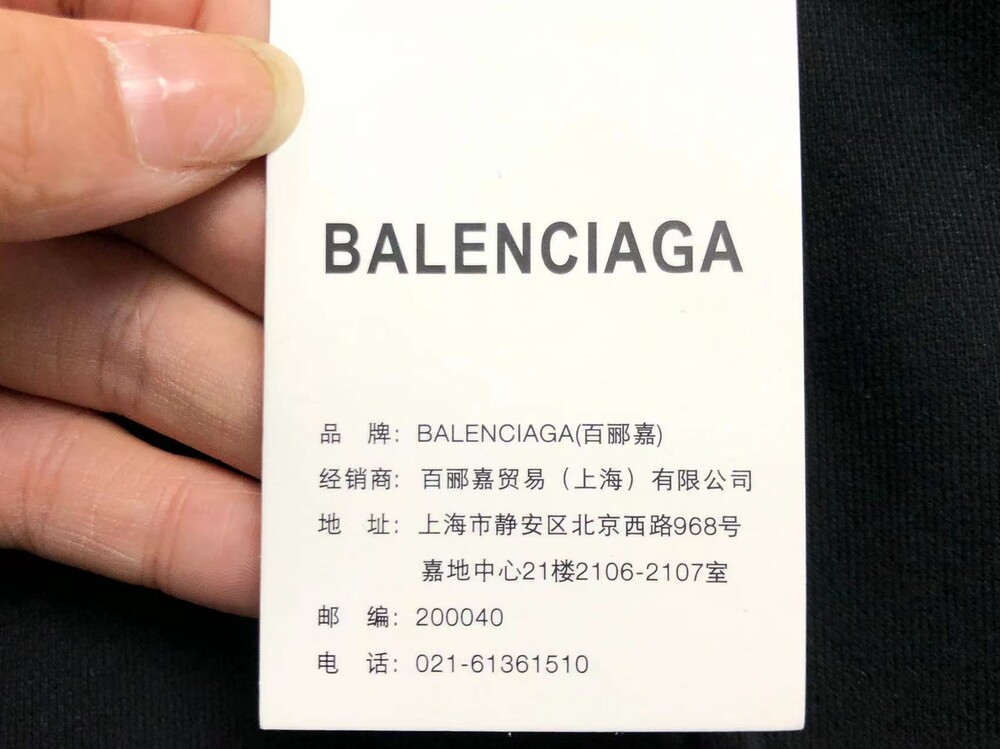 BALENCIAGA
品 牌：BALENCIAGA(百郦嘉)
经销商：百郦嘉贸易（上海）有限公司
地 址：上海市静安区北京西路968号
嘉地中心21楼2106-2107室
邮 编：200040
电 话：021-61361510